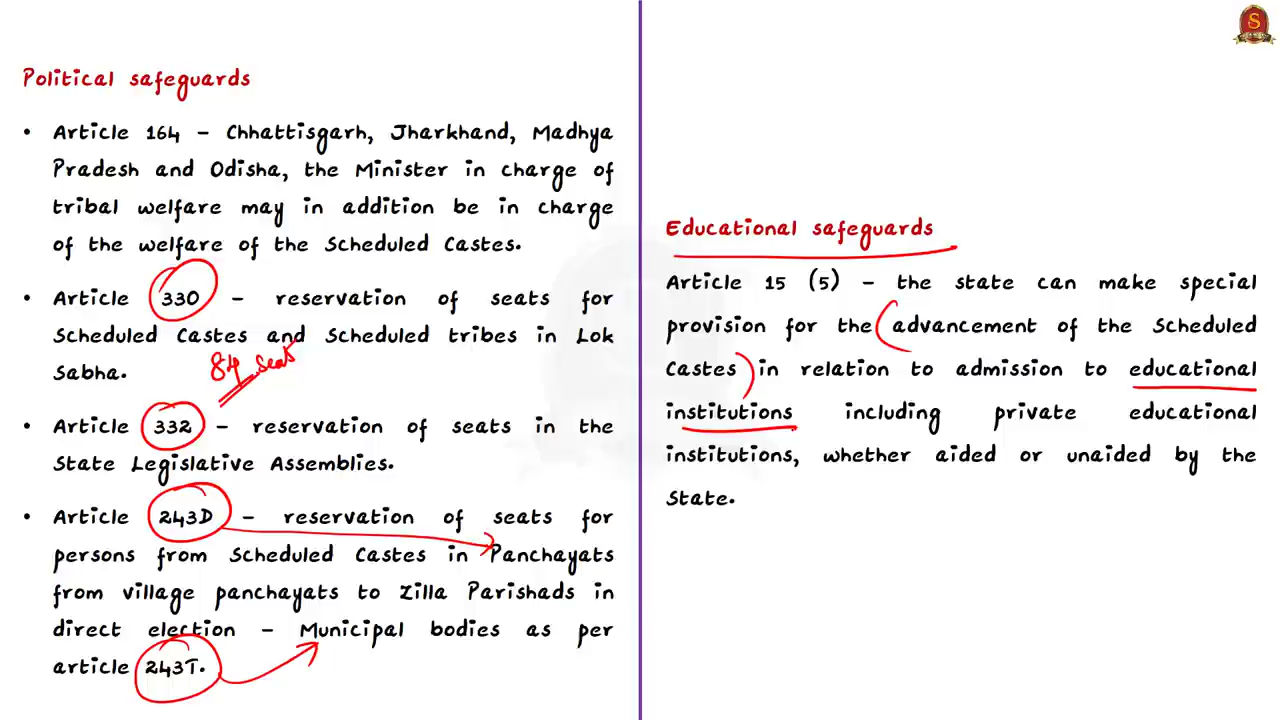 Political safeguards
• Article 164 – Chhattisgarh, Jharkhand, Madhya
Pradesh and Odisha, the Minister in charge of
tribal welfare may in addition be in charge
of the welfare of the Scheduled Castes.
• Article 330 – reservation of seats for
Scheduled Castes and Scheduled tribes in Lok
Sabha.
84 seat
• Article 332 – reservation of seats in the
State Legislative Assemblies.
• Article 243D – reservation of seats for
persons from Scheduled Castes in Panchayats
from village panchayats to Zilla Parishads in
direct election – Municipal bodies as per
article 243T.
Educational safeguards
Article 15 (5) – the state can make special
provision for the advancement of the Scheduled
Castes in relation to admission to educational
institutions including private educational
institutions, whether aided or unaided by the
State.
S